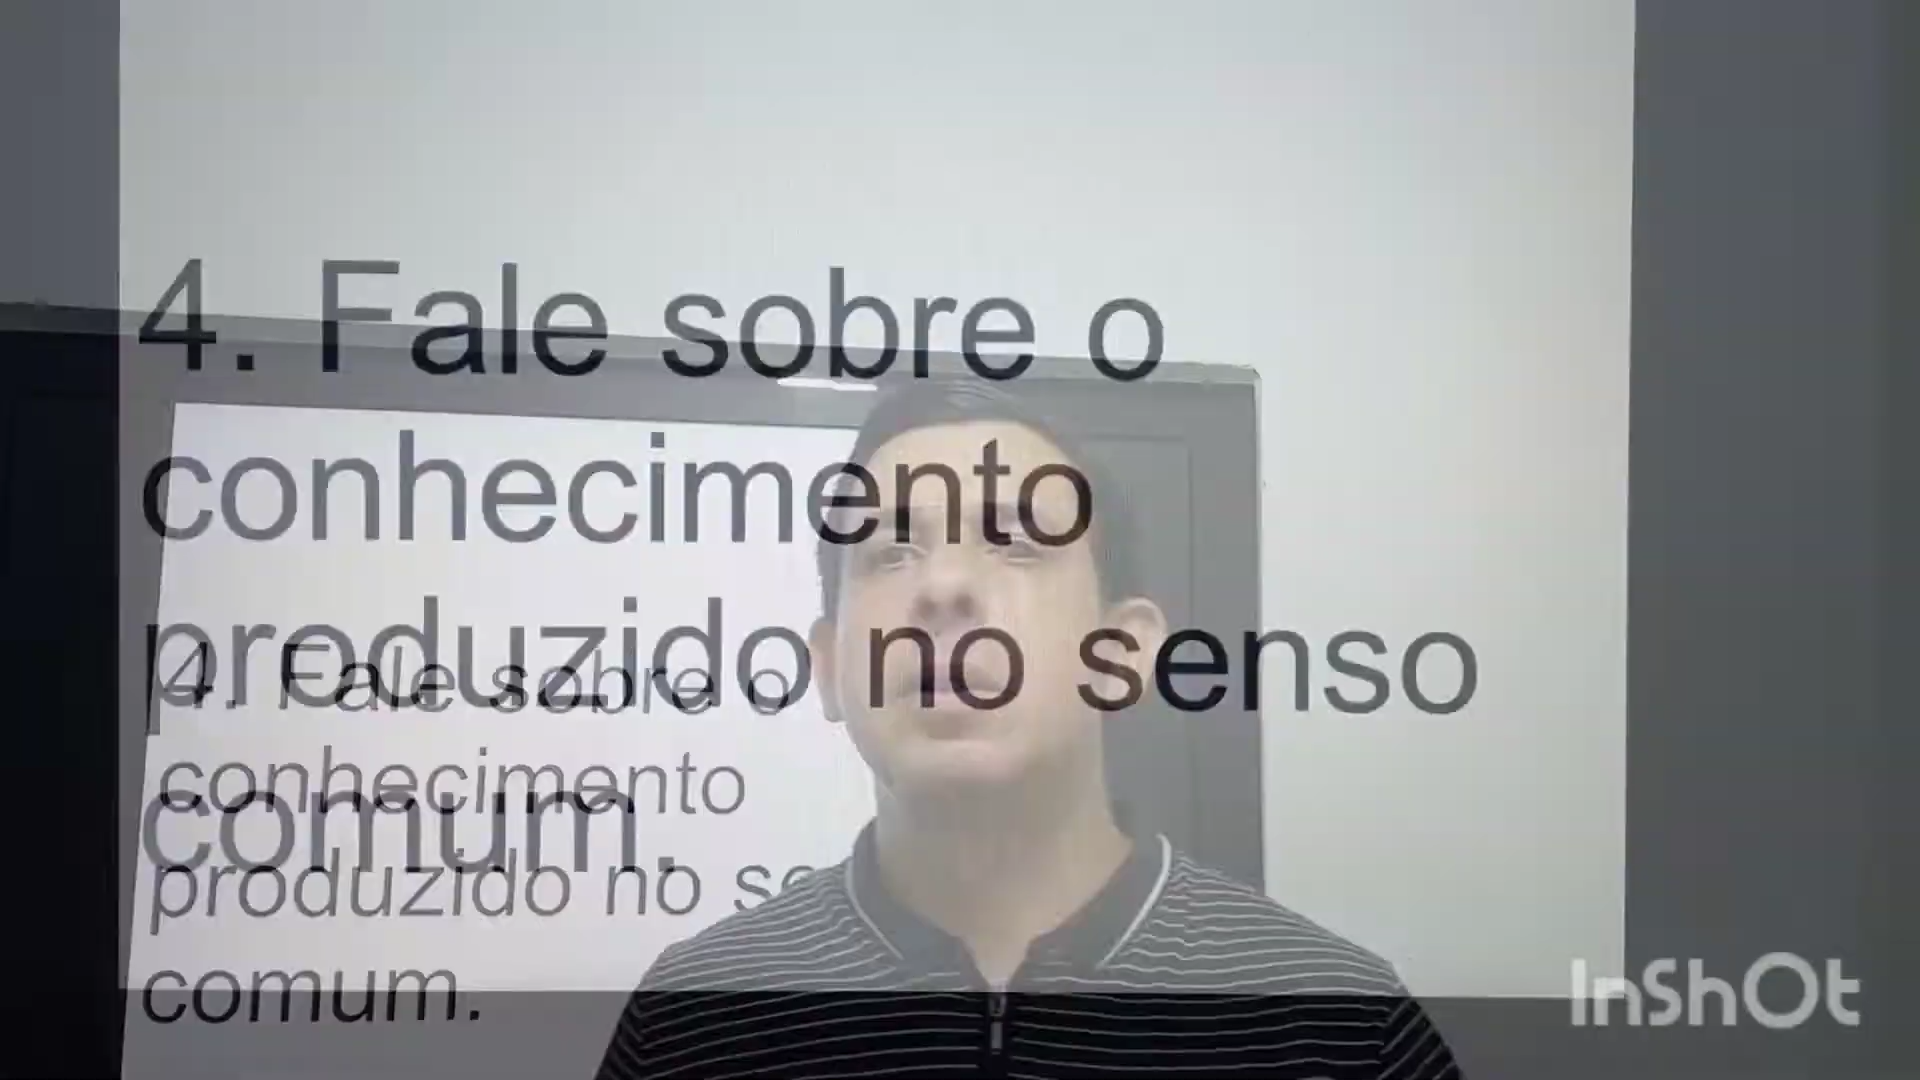 4. Fale sobre o
conhecimento
produzido no senso
comum.
4. Fale sobre o
conhecimento
produzido no se
comum.
InShOt